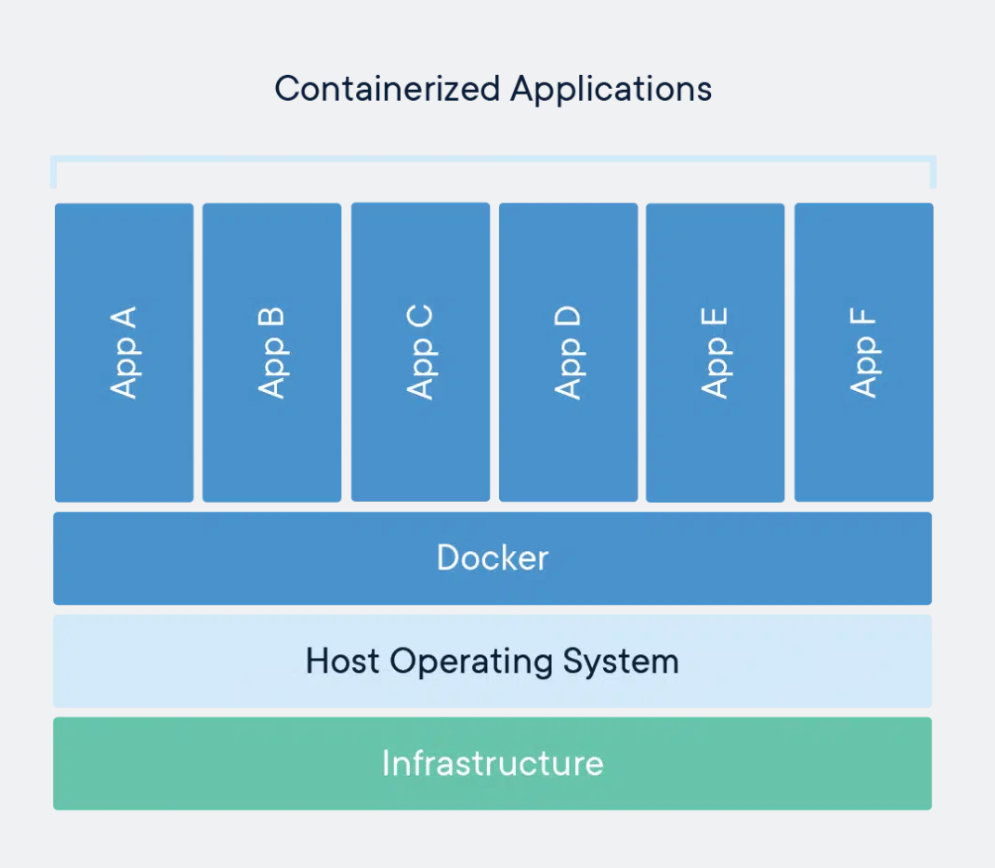 Containerized Applications
App A
App B
App C
App D
App E
App F
Docker
Host Operating System
Infrastructure